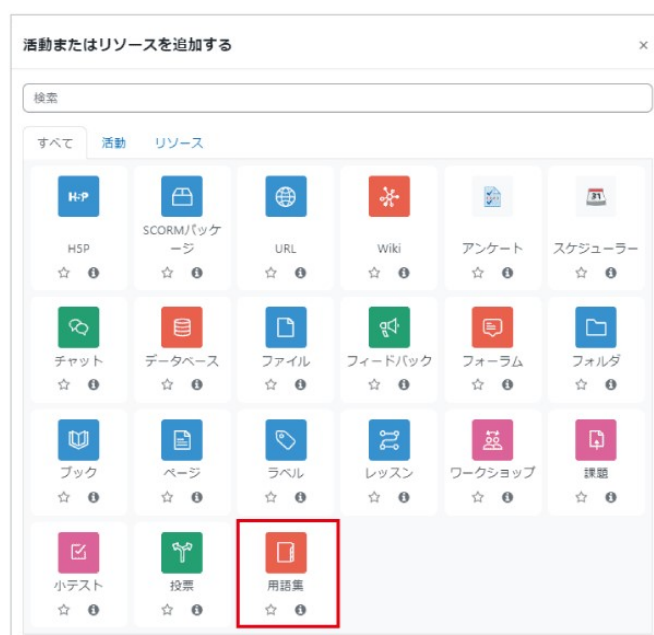 活動またはリソースを追加する
検索
すべて 活動 リソース
H5P
H5P
SCORMパッケ
ージ
URL
Wiki
アンケート
31
スケジューラー
チャット
データベース
ファイル
フィードバック
フォーラム
フォルダ
ブック
ページ
ラベル
レッスン
ワークショップ
課題
小テスト
投票
用語集